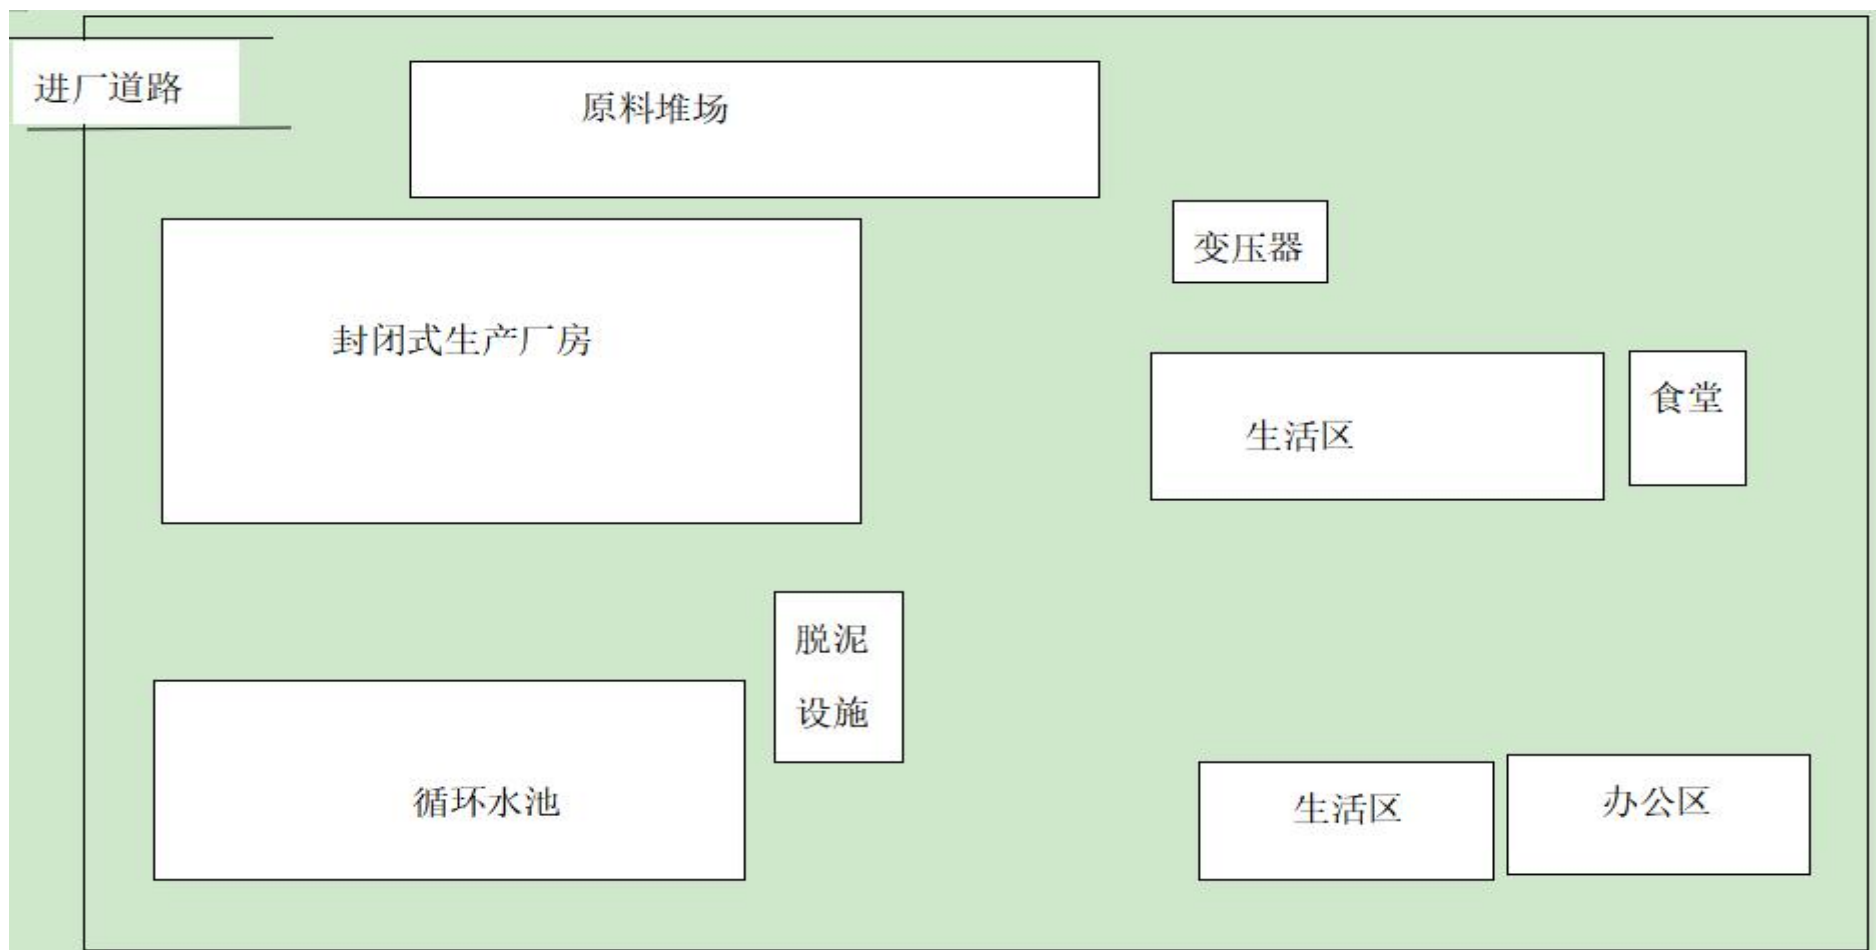 进厂道路
原料堆场
变压器
封闭式生产厂房
食堂
生活区
脱泥
设施
循环水池
生活区
办公区